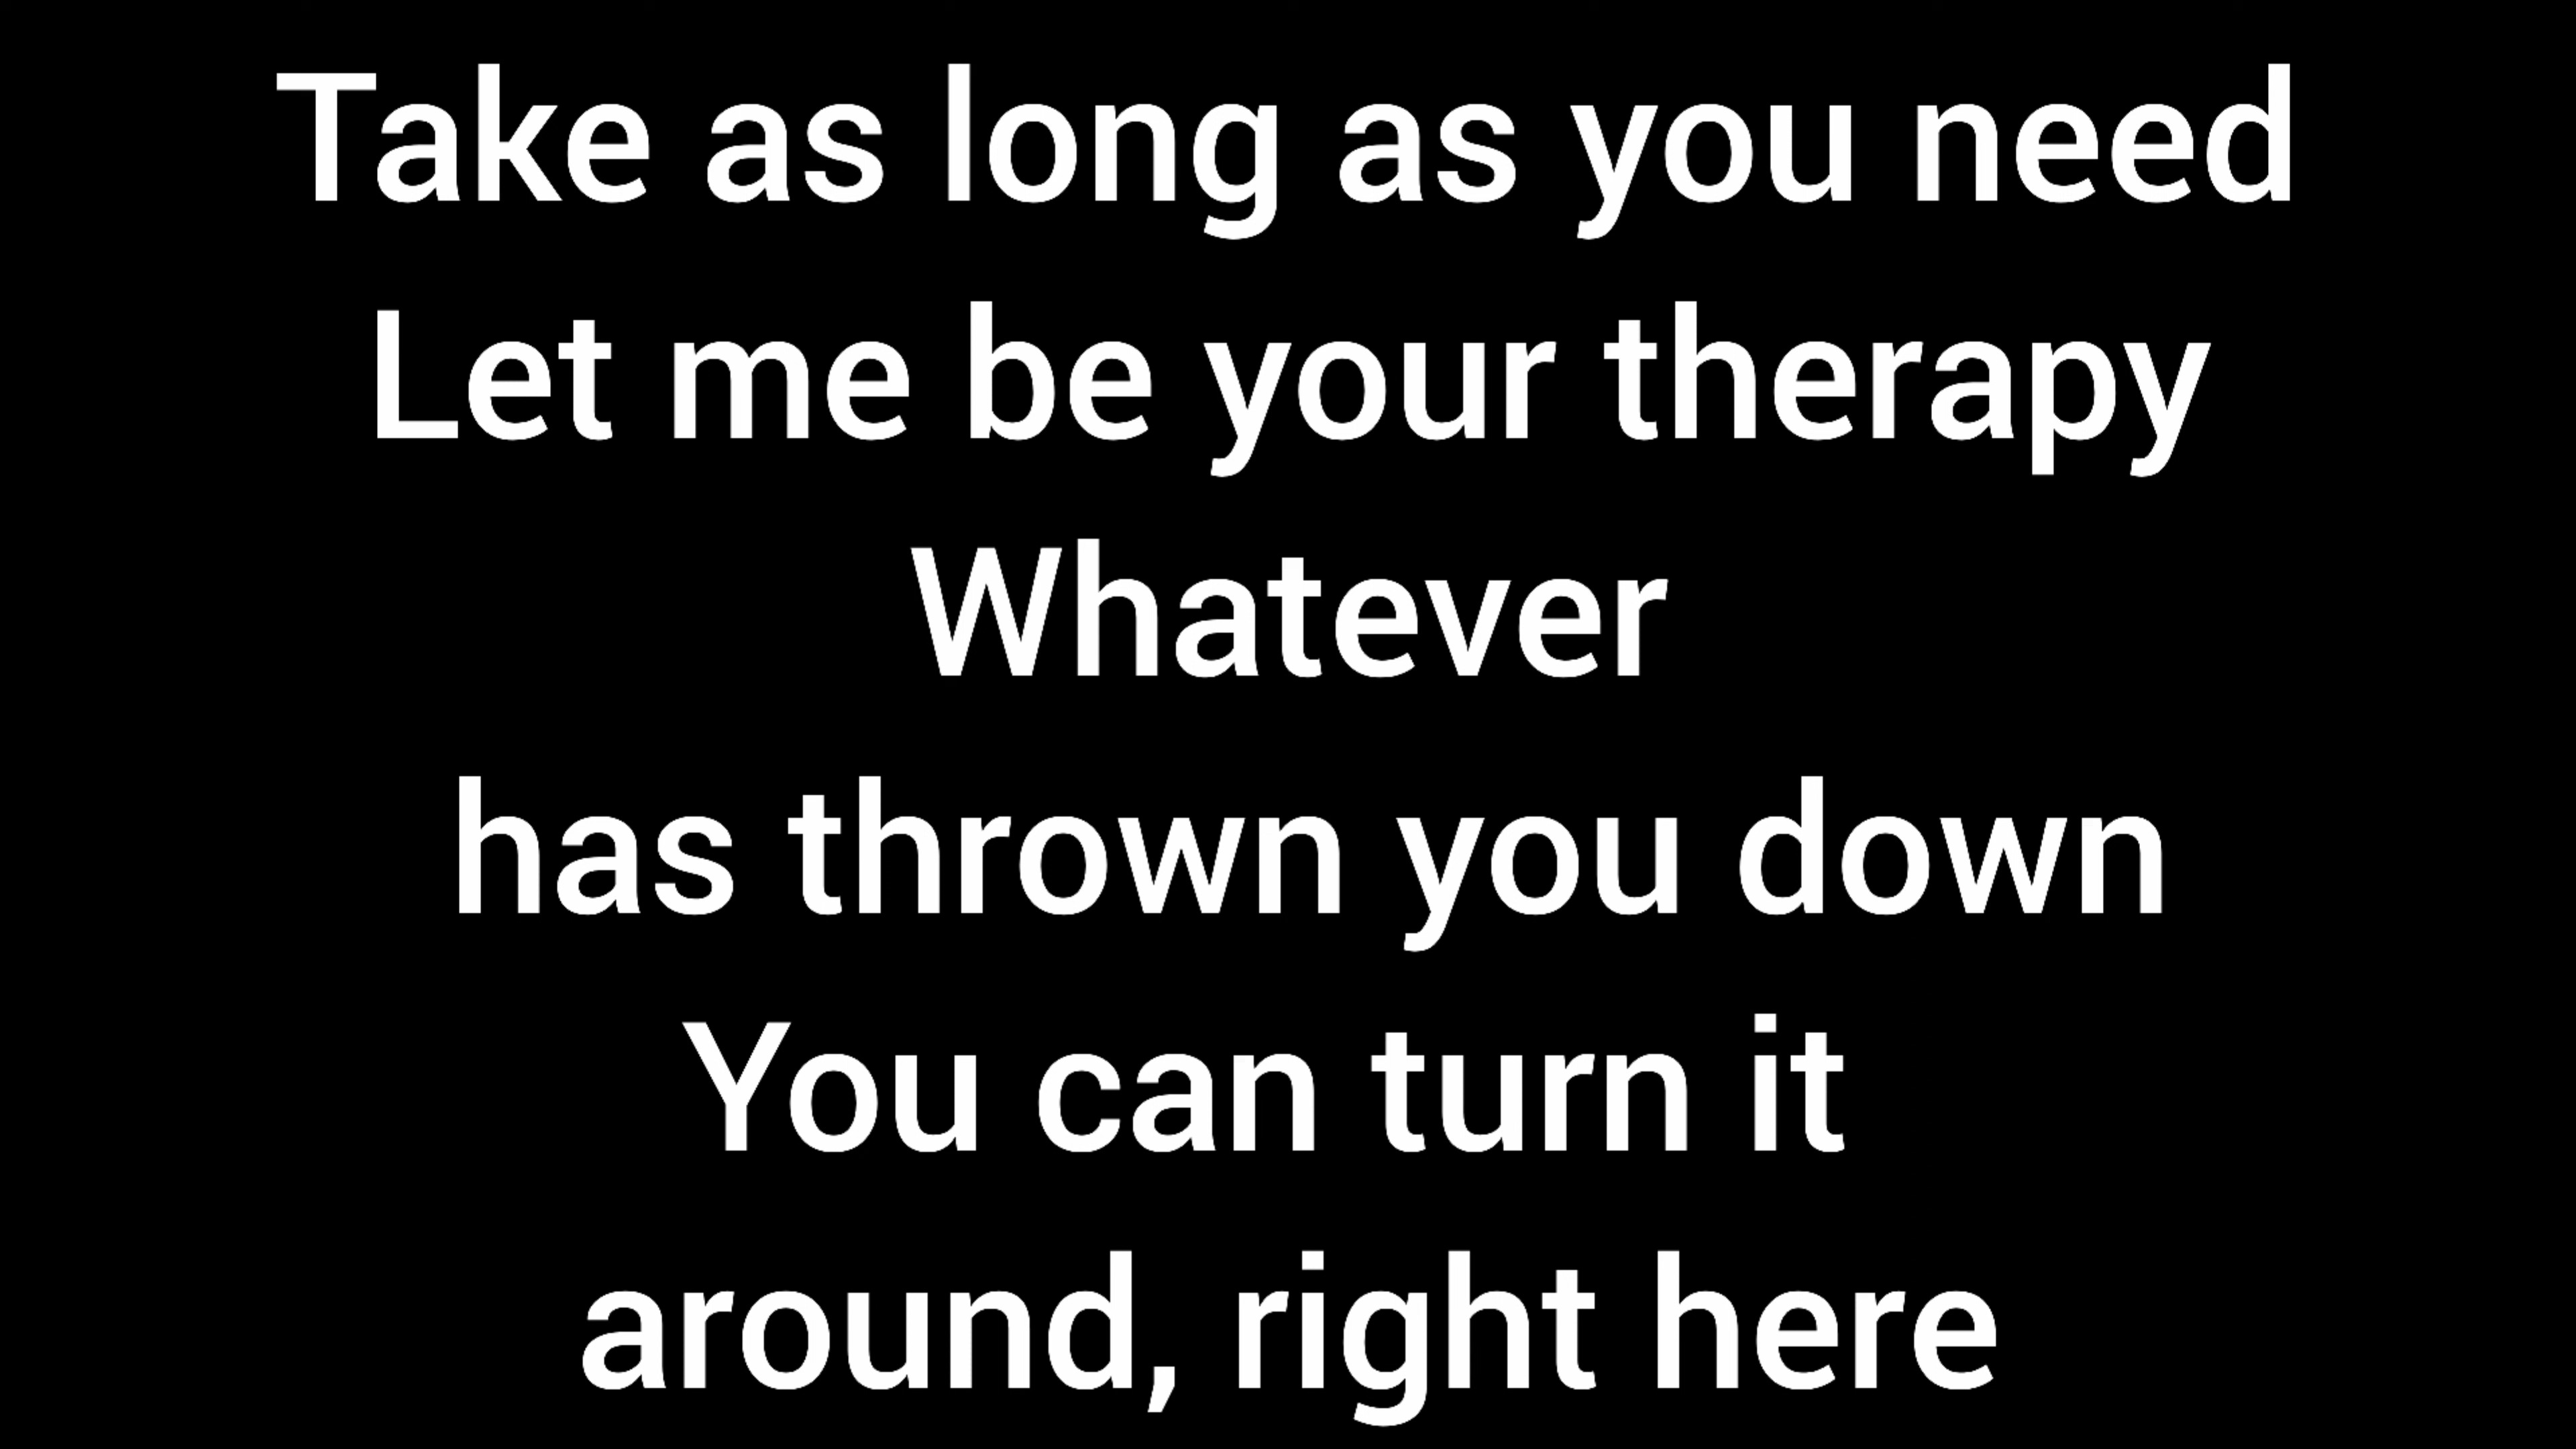 Take as long as you need
Let me be your therapy
Whatever
has thrown you down
You can turn it
around, right here